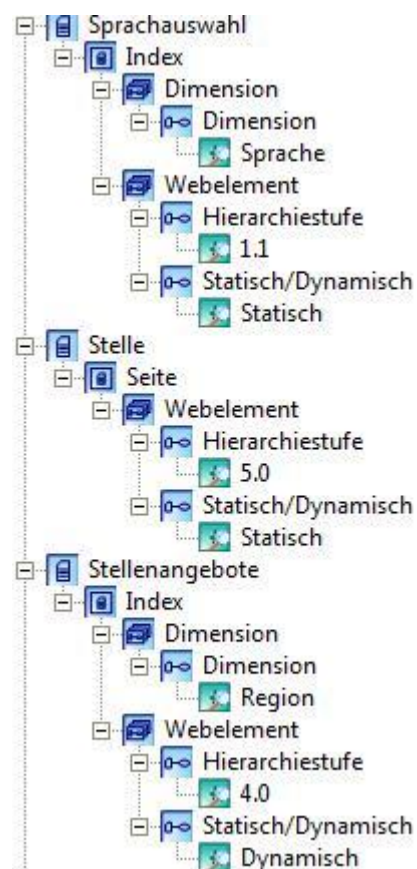 Sprachauswahl
Index
Dimension
Dimension
Sprache
Webelement
Hierarchiestufe
1.1
Statisch/Dynamisch
Statisch
Stelle
Seite
Webelement
Hierarchiestufe
5.0
Statisch/Dynamisch
Statisch
Stellenangebote
Index
Dimension
Dimension
Region
Webelement
Hierarchiestufe
4.0
Statisch/Dynamisch
Dynamisch